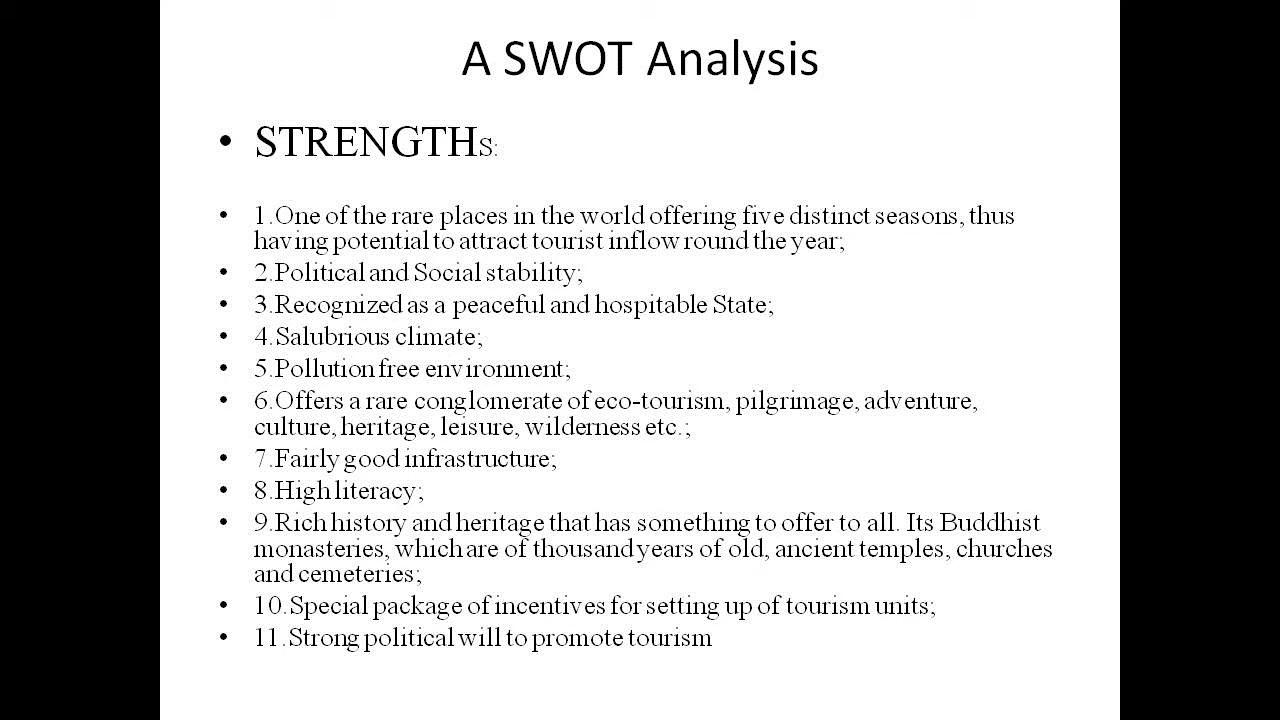 A SWOT Analysis
• STRENGTHS:
• 1.One of the rare places in the world offering five distinct seasons, thus
having potential to attract tourist inflow round the year;
• 2.Political and Social stability;
• 3.Recognized as a peaceful and hospitable State;
• 4.Salubrious climate;
• 5.Pollution free environment;
• 6.Offers a rare conglomerate of eco-tourism, pilgrimage, adventure,
culture, heritage, leisure, wilderness etc.;
• 7.Fairly good infrastructure;
• 8.High literacy;
• 9.Rich history and heritage that has something to offer to all. Its Buddhist
monasteries, which are of thousand years of old, ancient temples, churches
and cemeteries;
• 10.Special package of incentives for setting up of tourism units;
• 11.Strong political will to promote tourism